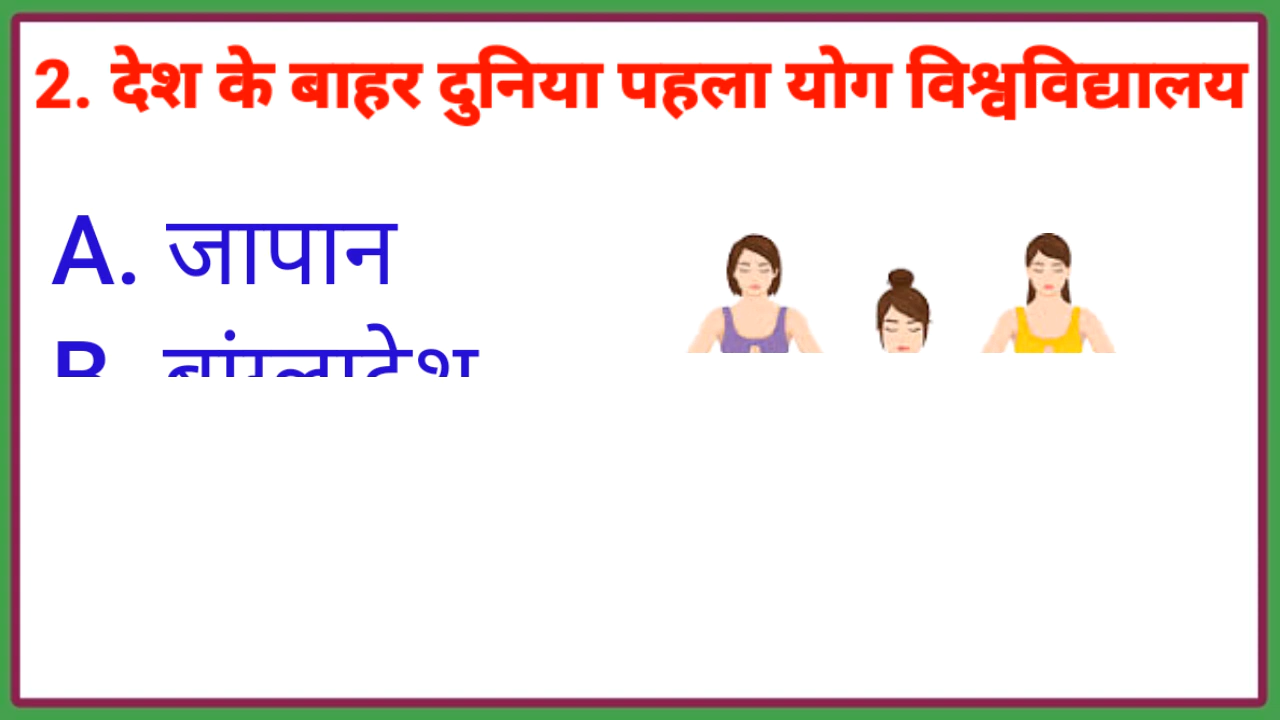 2. देश के बाहर दुनिया पहला योग विश्वविद्यालय
A. जापान
B. बांग्लादेश